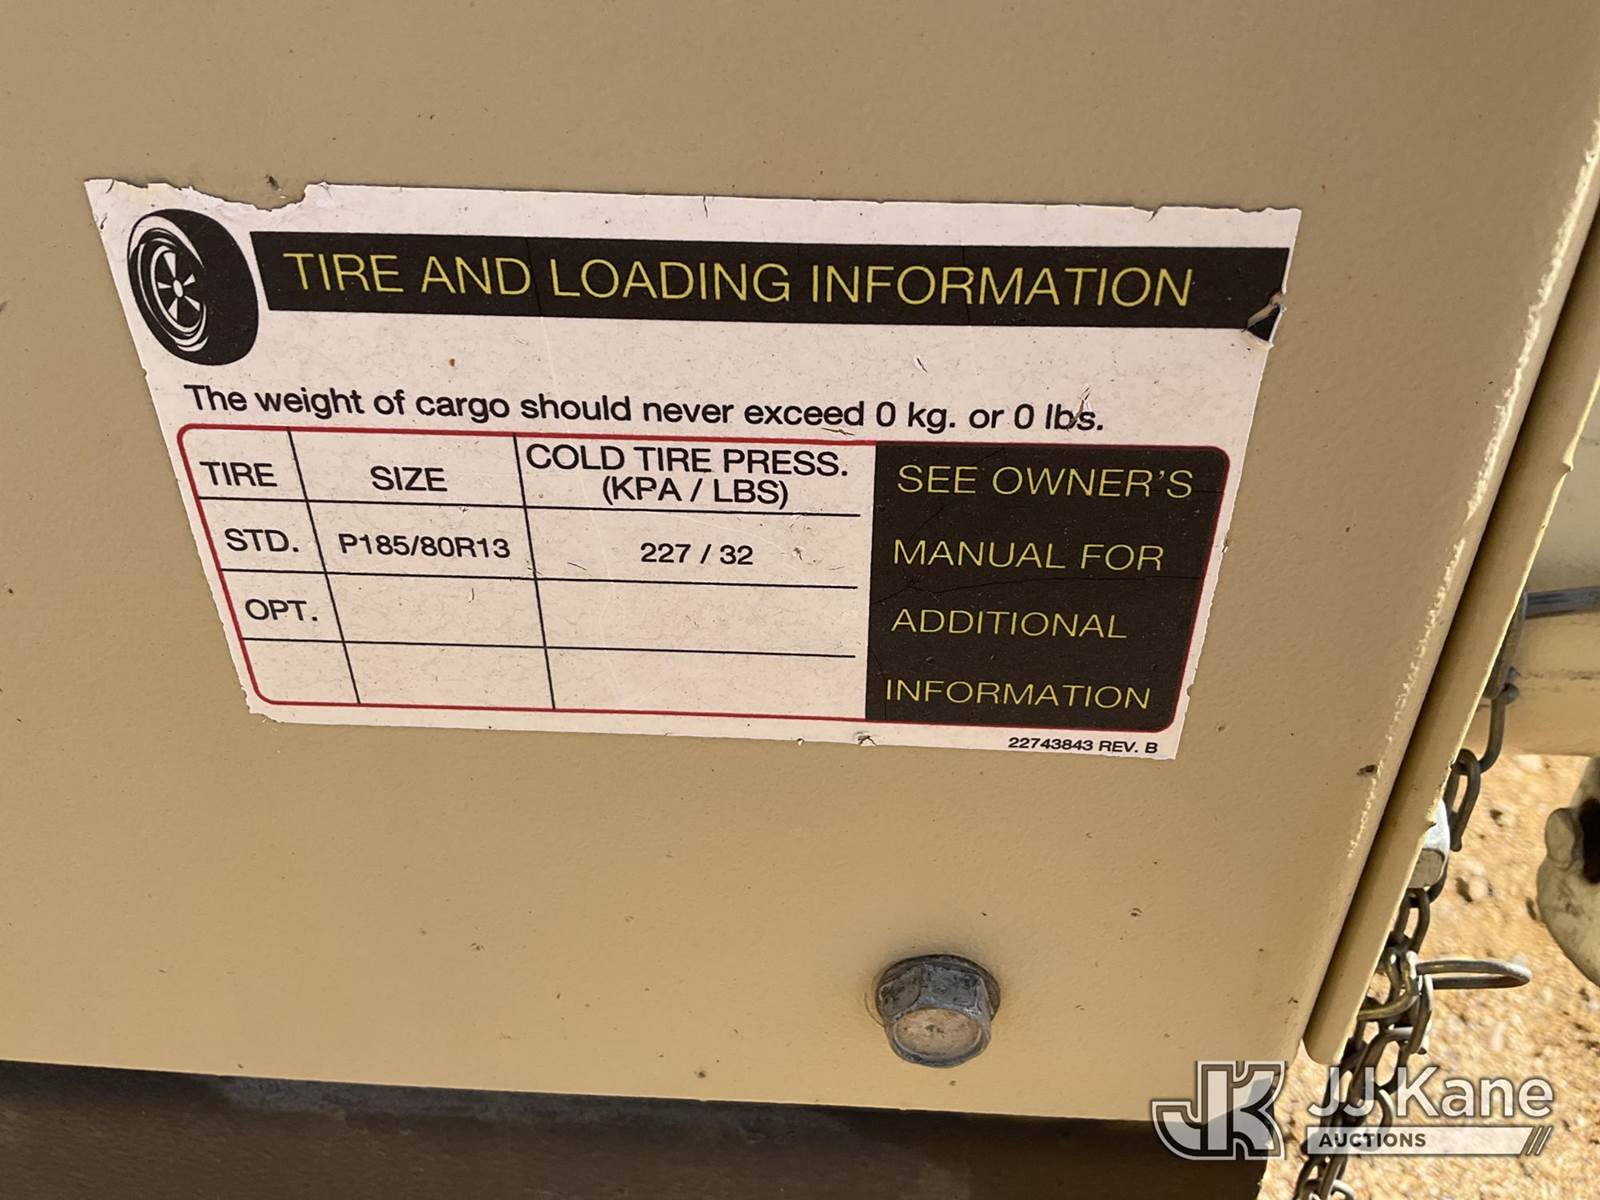 TIRE AND LOADING INFORMATION
The weight of cargo should never exceed 0 kg. or 0 lbs.
TIRE SIZE COLD TIRE PRESS. (KPA / LBS)
STD. P185/80R13 227 / 32
OPT.
SEE OWNER'S
MANUAL FOR
ADDITIONAL
INFORMATION
22743843 REV. B
JK JJ Kane
AUCTIONS